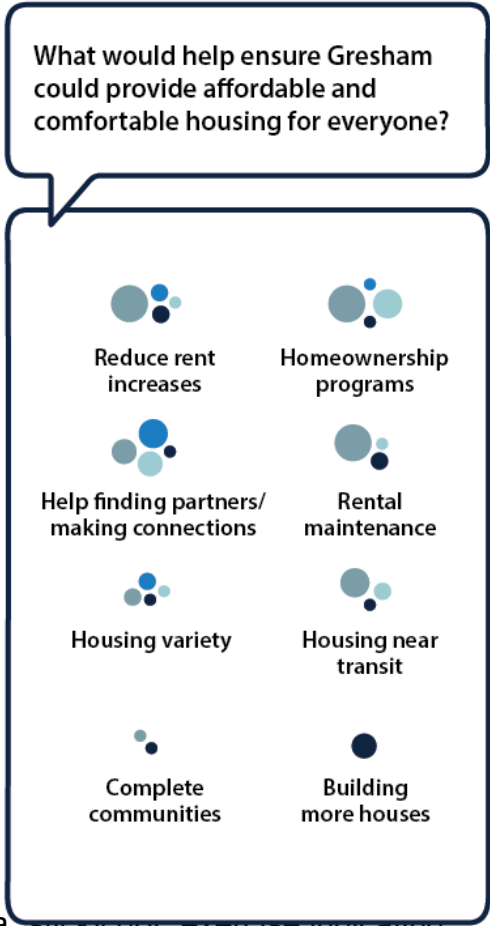 What would help ensure Gresham
could provide affordable and
comfortable housing for everyone?
Reduce rent
increases
Homeownership
programs
Help finding partners/
making connections
Rental
maintenance
Housing variety
Housing near
transit
Complete
communities
Building
more houses